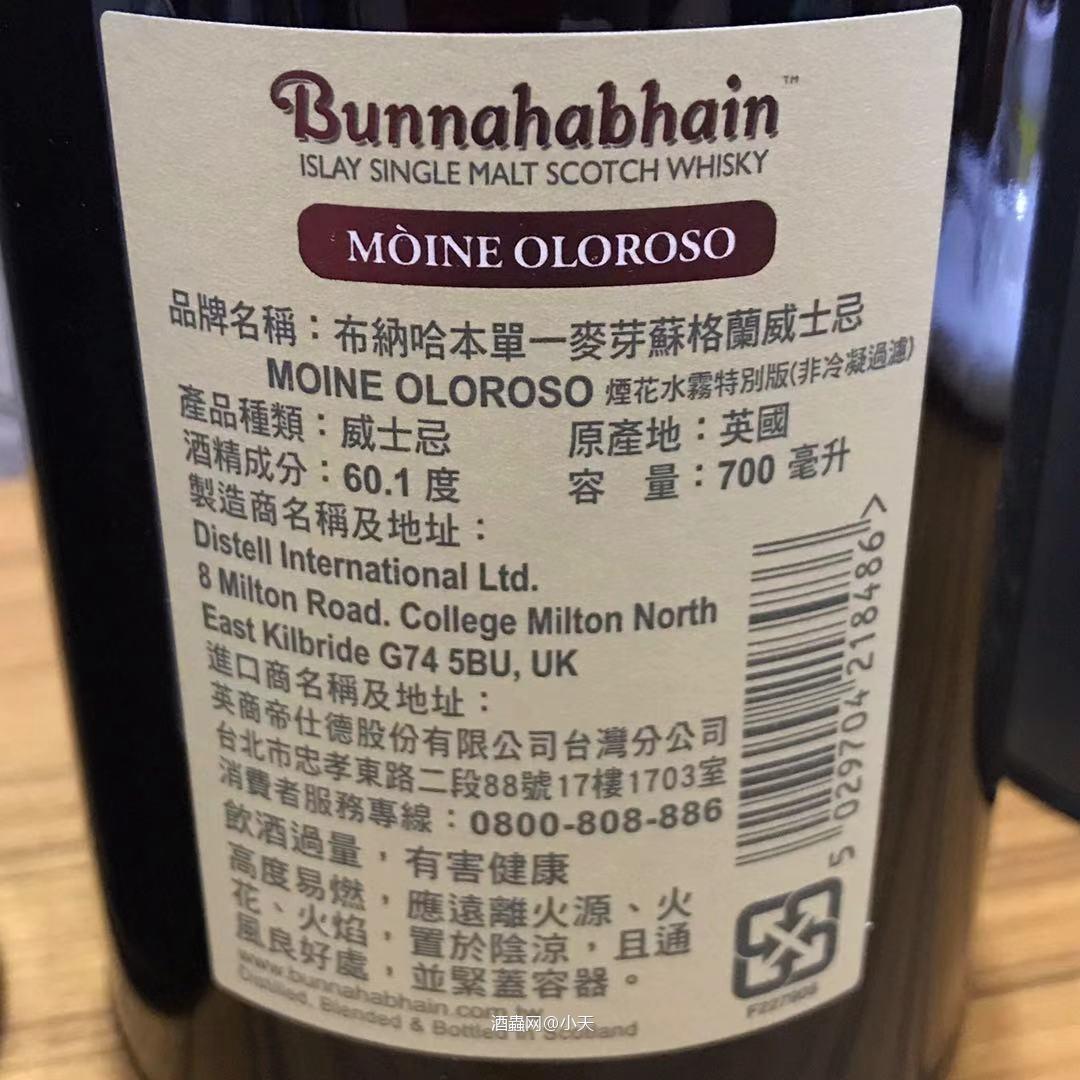 Bunnahabhain™
ISLAY SINGLE MALT SCOTCH WHISKY
MÒINE OLOROSO
品牌名稱：布納哈本單一麥芽蘇格蘭威士忌
MOINE OLOROSO 煙花水霧特別版(非冷凝過濾)
產品種類：威士忌 原產地：英國
酒精成分：60.1 度 容 量：700 毫升
製造商名稱及地址：
Distell International Ltd.
8 Milton Road. College Milton North
East Kilbride G74 5BU, UK
進口商名稱及地址：
英商帝仕德股份有限公司台灣分公司
台北市忠孝東路二段88號17樓1703室
消費者服務專線：0800-808-886
飲酒過量，有害健康
高度易燃，應遠離火源、火
花、火焰，置於陰涼，且通
風良好處，並緊蓋容器。
www.bunnahabhain.com
Distilled, Blended & Bottled in Scotland
5 029704 218486 >
酒蟲网@小天